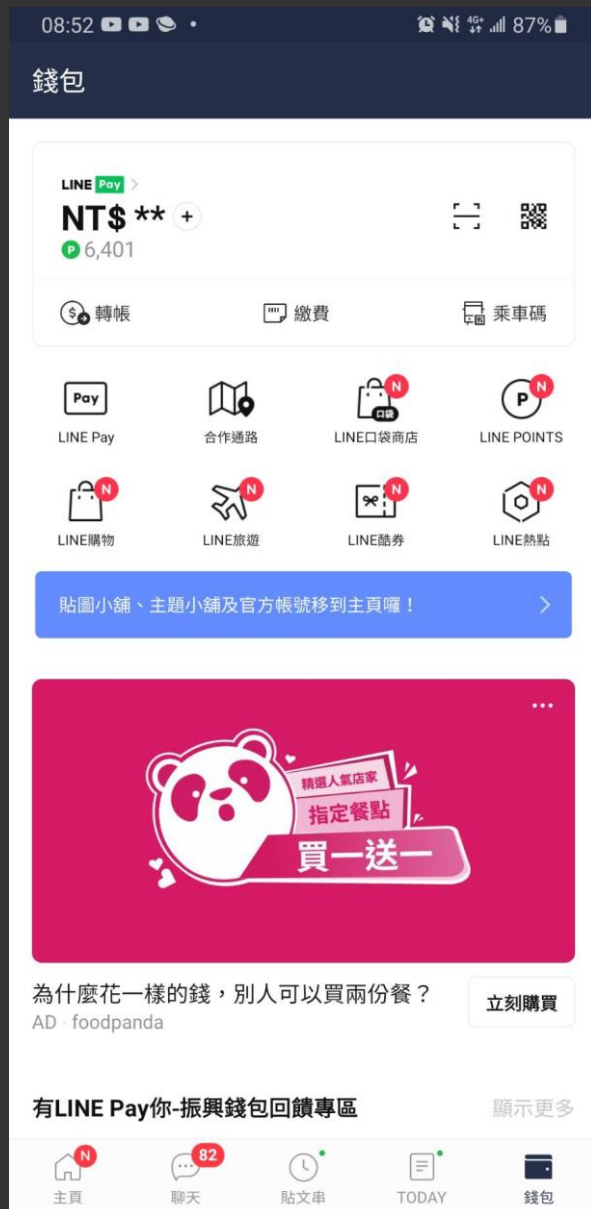 08:52
4G+ 87%
錢包
LINE Pay
NT$ ** +
P 6,401
轉帳
繳費
乘車碼
Pay
口袋 N
P N
LINE Pay
合作通路
LINE口袋商店
LINE POINTS
N
N
N
N
LINE購物
LINE旅遊
LINE酷券
LINE熱點
貼圖小舖、主題小舖及官方帳號移到主頁囉！
精選人氣店家
指定餐點
買一送一
為什麼花一樣的錢，別人可以買兩份餐？
立刻購買
AD · foodpanda
有LINE Pay你-振興錢包回饋專區
顯示更多
N
82
主頁
聊天
貼文串
TODAY
錢包